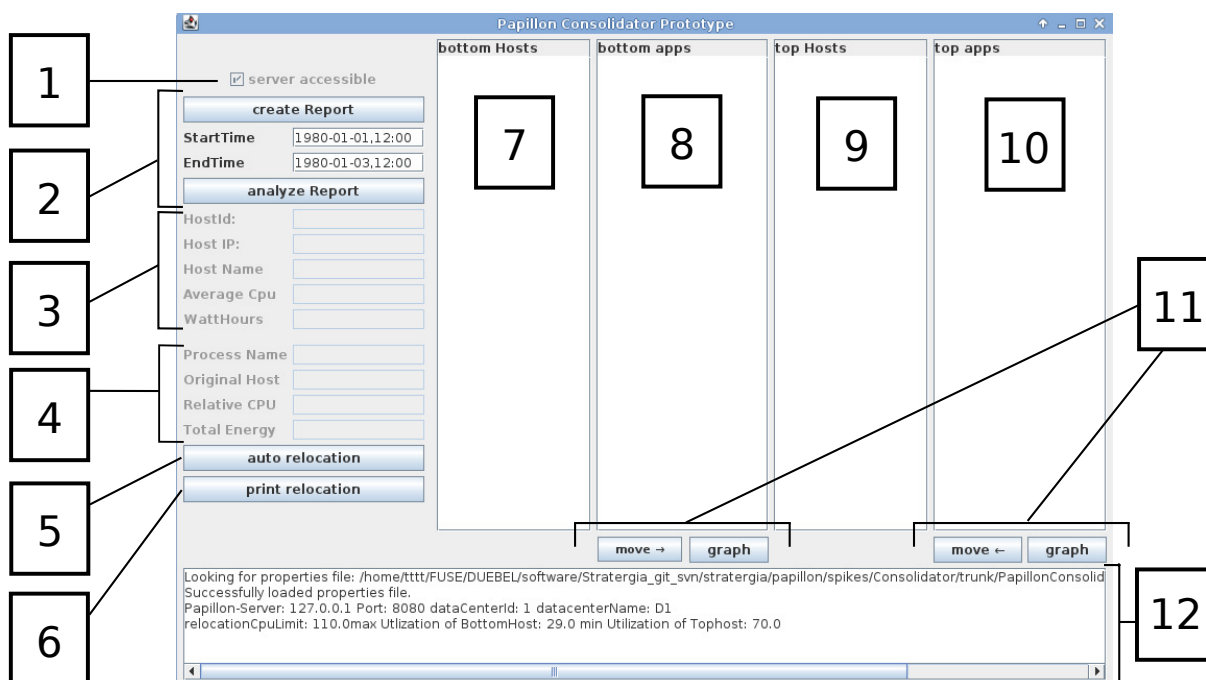 Papillon Consolidator Prototype
bottom Hosts
bottom apps
top Hosts
top apps
1
server accessible
create Report
StartTime 1980-01-01,12:00
EndTime 1980-01-03,12:00
analyze Report
2
HostId:
Host IP:
Host Name
Average Cpu
WattHours
3
Process Name
Original Host
Relative CPU
Total Energy
4
auto relocation
5
print relocation
6
7
8
9
10
11
move → graph
move ← graph
Looking for properties file: /home/tttt/FUSE/DUEBEL/software/Stratergia_git_svn/stratergia/papillon/spikes/Consolidator/trunk/PapillonConsolid
Successfully loaded properties file.
Papillon-Server: 127.0.0.1 Port: 8080 dataCenterId: 1 datacenterName: D1
relocationCpuLimit: 110.0max Utlization of BottomHost: 29.0 min Utilization of Tophost: 70.0
12